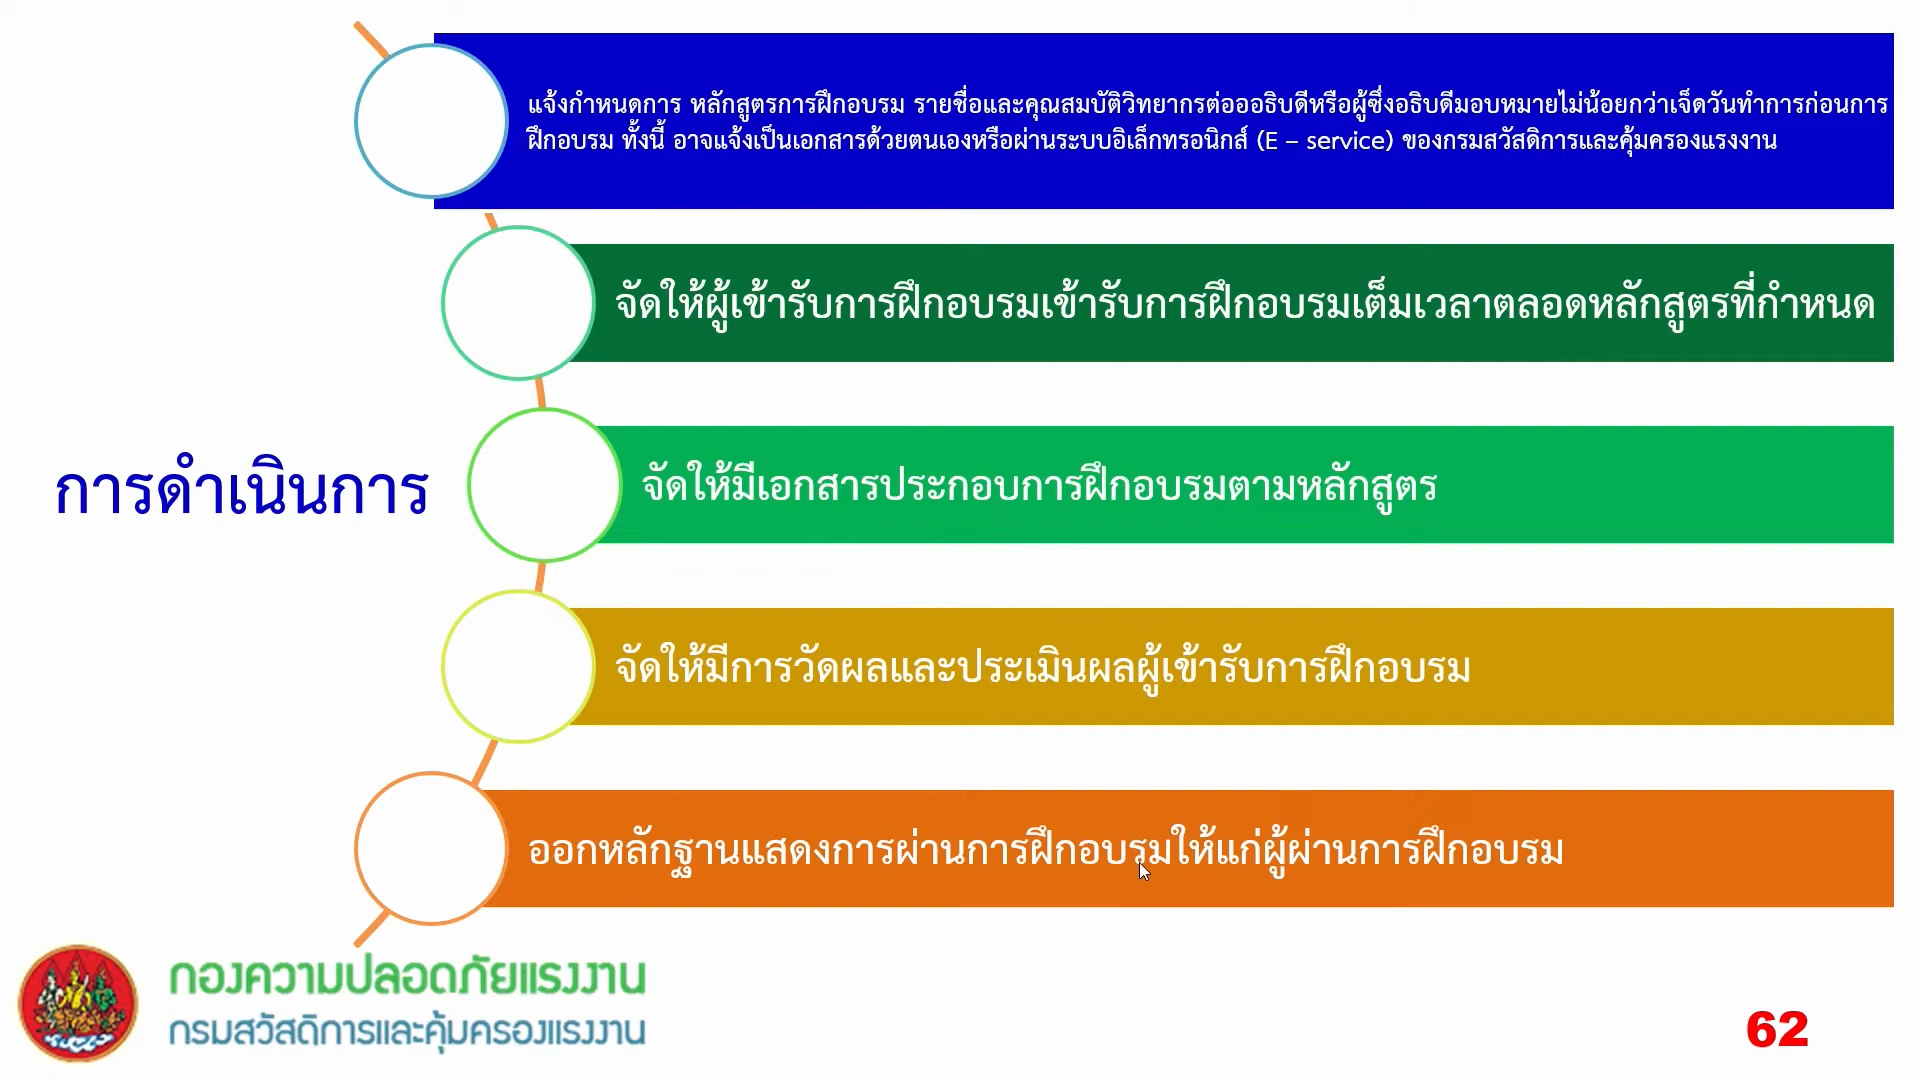 แจ้งกำหนดการ หลักสูตรการฝึกอบรม รายชื่อและคุณสมบัติวิทยากรต่อออธิบดีหรือผู้ซึ่งอธิบดีมอบหมายไม่น้อยกว่าเจ็ดวันทำการก่อนการ
ฝึกอบรม ทั้งนี้ อาจแจ้งเป็นเอกสารด้วยตนเองหรือผ่านระบบอิเล็กทรอนิกส์ (E – service) ของกรมสวัสดิการและคุ้มครองแรงงาน
จัดให้ผู้เข้ารับการฝึกอบรมเข้ารับการฝึกอบรมเต็มเวลาตลอดหลักสูตรที่กำหนด
การดำเนินการ
จัดให้มีเอกสารประกอบการฝึกอบรมตามหลักสูตร
จัดให้มีการวัดผลและประเมินผลผู้เข้ารับการฝึกอบรม
ออกหลักฐานแสดงการผ่านการฝึกอบรมให้แก่ผู้ผ่านการฝึกอบรม
กองความปลอดภัยแรงงาน
กรมสวัสดิการและคุ้มครองแรงงาน
62